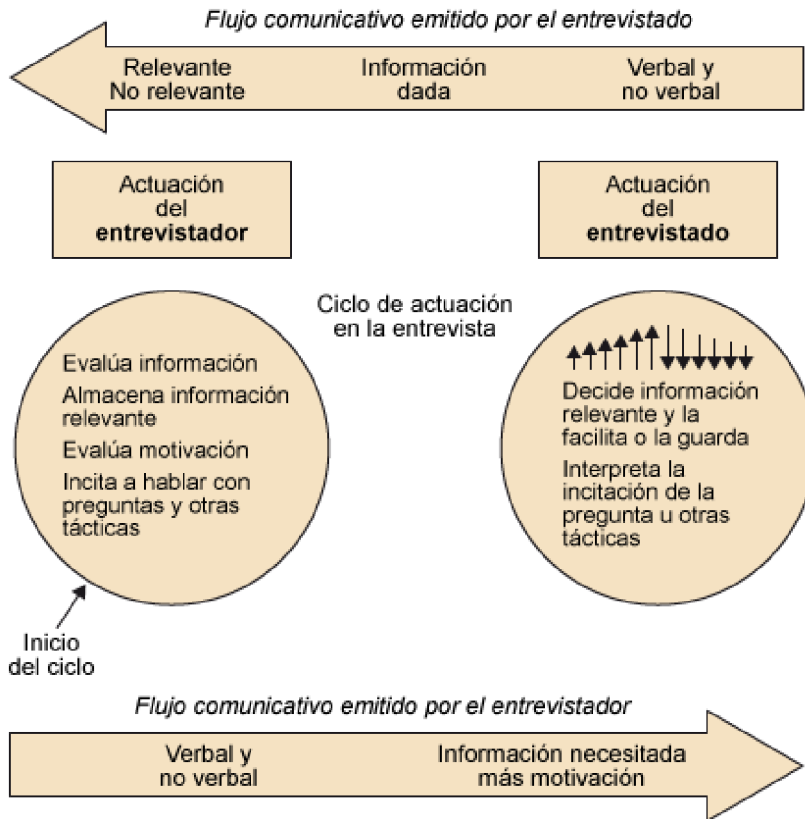 Flujo comunicativo emitido por el entrevistado
Relevante
No relevante
Información
dada
Verbal y
no verbal
Actuación
del
entrevistador
Actuación
del
entrevistado
Ciclo de actuación
en la entrevista
Evalúa información
Almacena información
relevante
Evalúa motivación
Incita a hablar con
preguntas y otras
tácticas
Decide información
relevante y la
facilita o la guarda
Interpreta la
incitación de la
pregunta u otras
tácticas
Inicio
del ciclo
Flujo comunicativo emitido por el entrevistador
Verbal y
no verbal
Información necesitada
más motivación